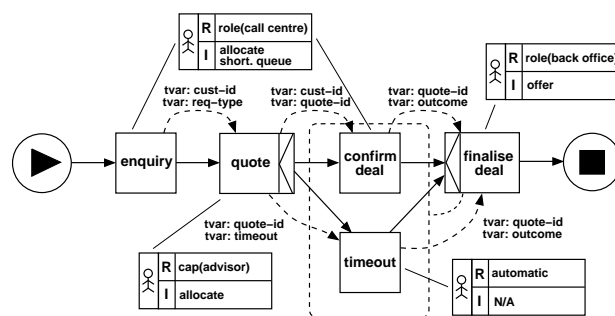 R role(call centre)
I allocate
short. queue
R role(back office)
I offer
tvar: cust-id
tvar: req-type
tvar: cust-id
tvar: quote-id
tvar: quote-id
tvar: outcome
enquiry
quote
confirm
deal
finalise
deal
tvar: quote-id
tvar: timeout
tvar: quote-id
tvar: outcome
timeout
R cap(advisor)
I allocate
R automatic
I N/A